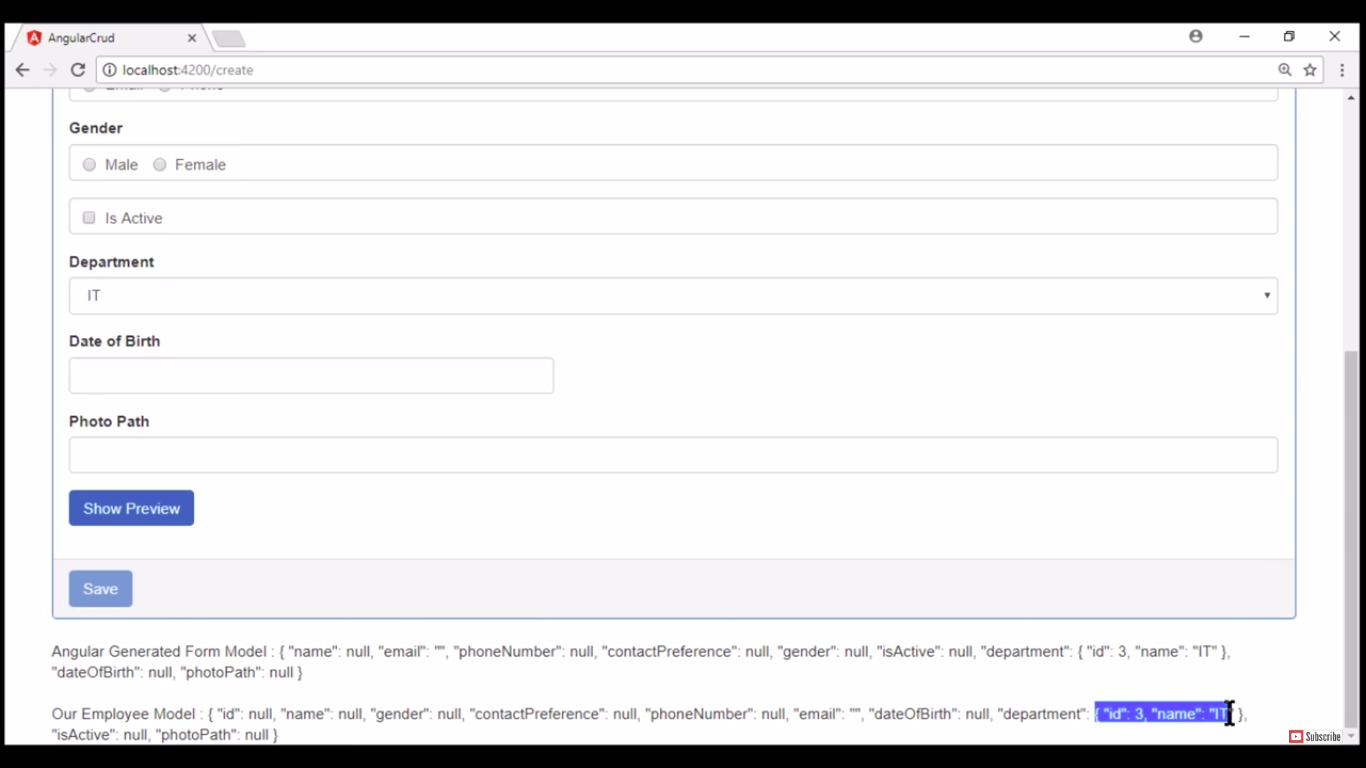 AngularCrud
localhost:4200/create
Email Phone
Gender
Male Female
Is Active
Department
IT
Date of Birth
Photo Path
Show Preview
Save
Angular Generated Form Model : { "name": null, "email": "", "phoneNumber": null, "contactPreference": null, "gender": null, "isActive": null, "department": { "id": 3, "name": "IT" },
"dateOfBirth": null, "photoPath": null }
Our Employee Model : { "id": null, "name": null, "gender": null, "contactPreference": null, "phoneNumber": null, "email": "", "dateOfBirth": null, "department": { "id": 3, "name": "IT" },
"isActive": null, "photoPath": null }
Subscribe